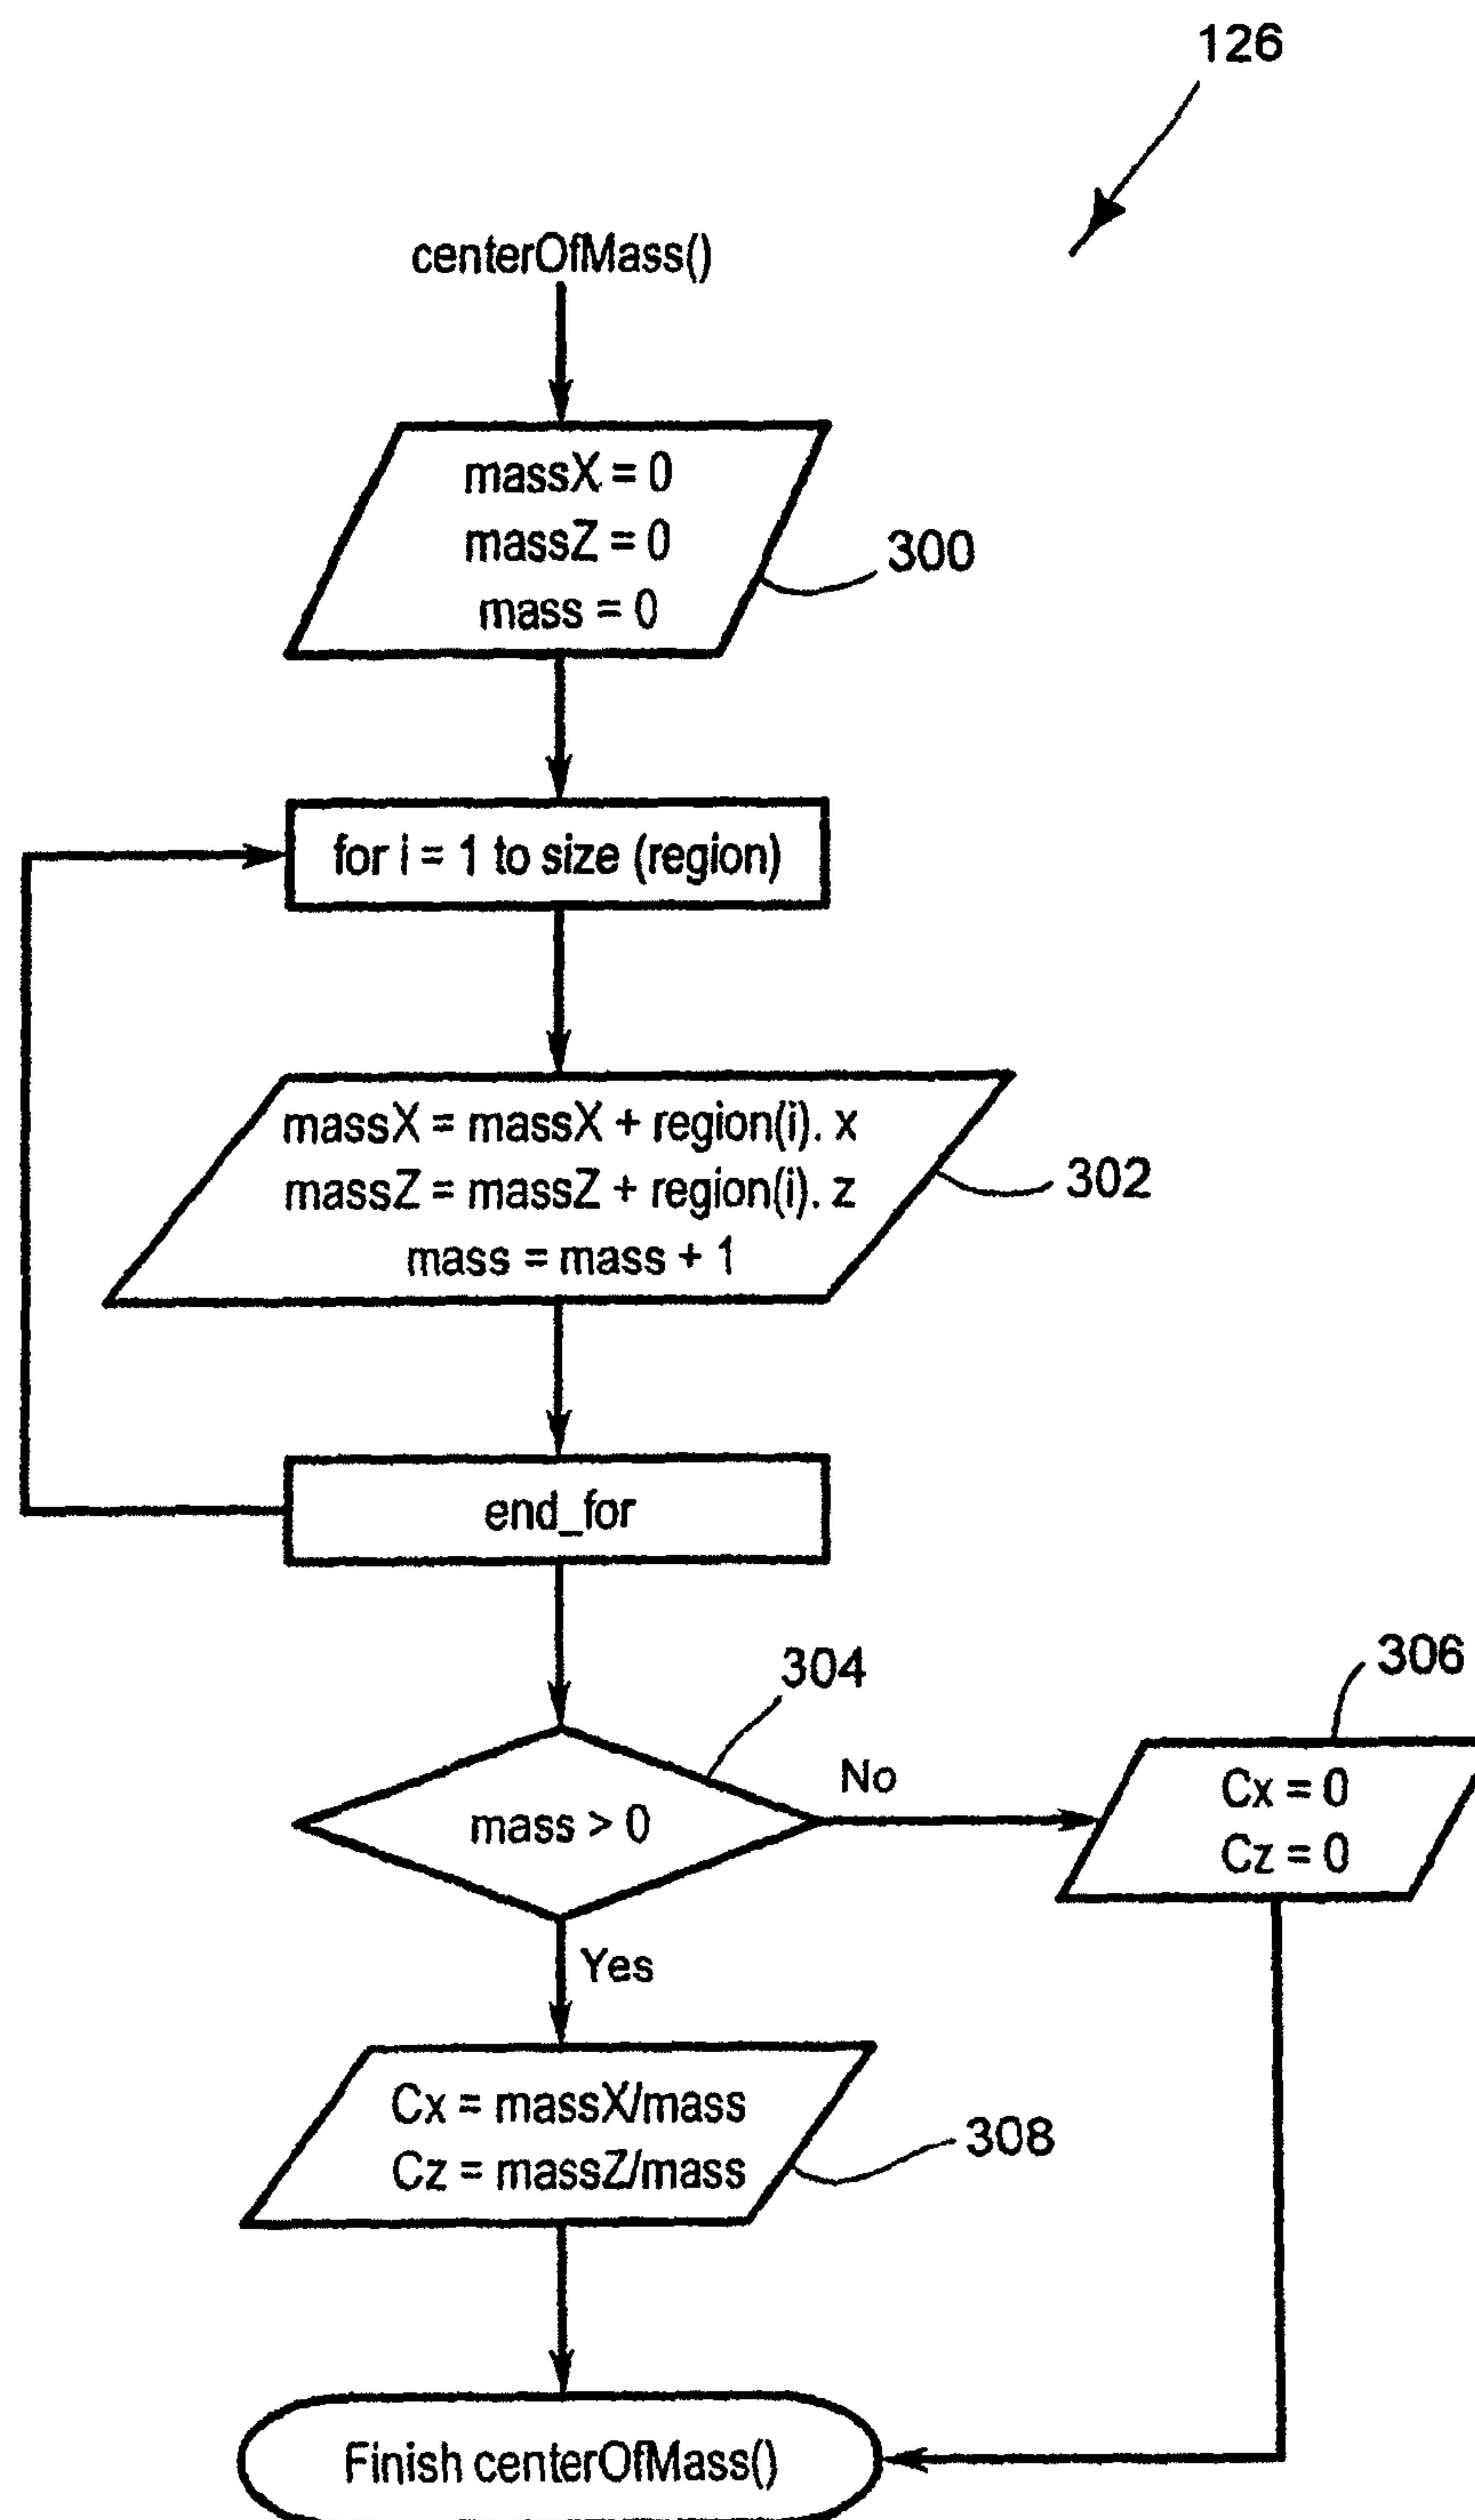 126
centerOfMass()
massX = 0
massZ = 0
mass = 0
300
for i = 1 to size (region)
massX = massX + region(i). x
massZ = massZ + region(i). z
mass = mass + 1
302
end_for
304
306
mass > 0
No
Cx = 0
Cz = 0
Yes
Cx = massX/mass
Cz = massZ/mass
308
Finish centerOfMass()